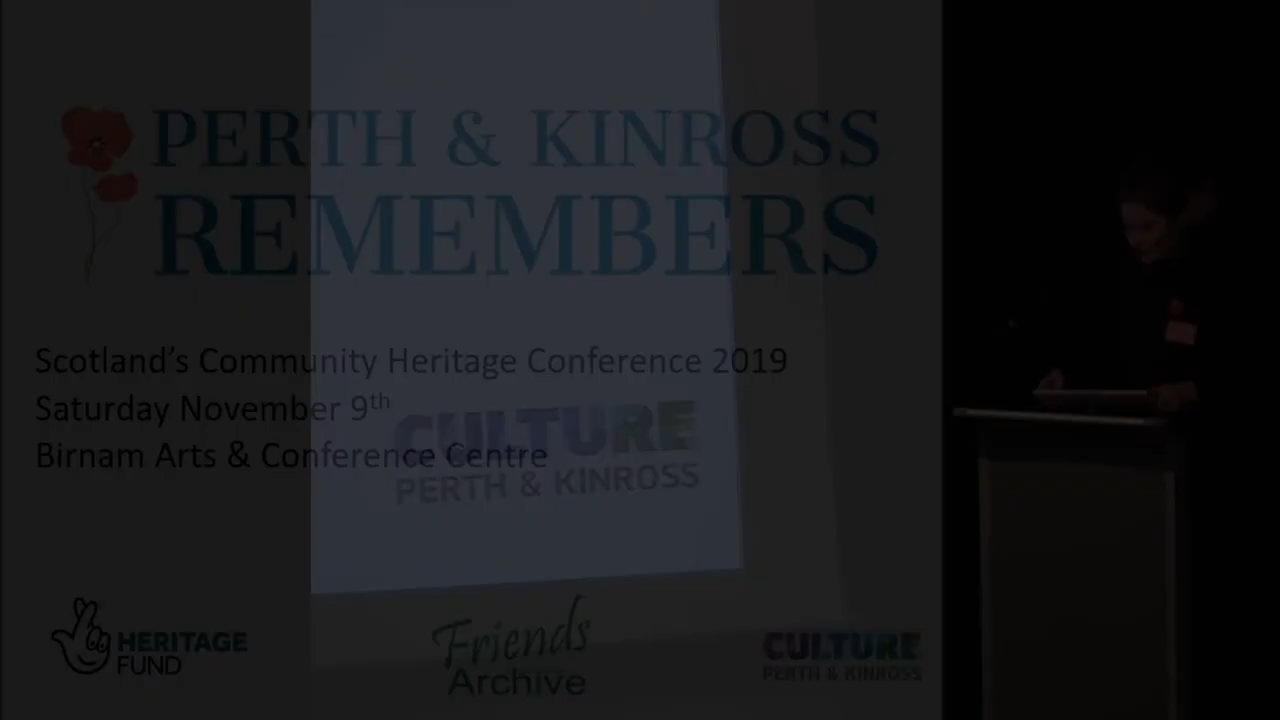 PERTH & KINROSS
REMEMBERS
Scotland's Community Heritage Conference 2019
Saturday November 9th
Birnam Arts & Conference Centre
CULTURE
PERTH & KINROSS
HERITAGE
FUND
Friends
Archive
CULTURE
PERTH & KINROSS